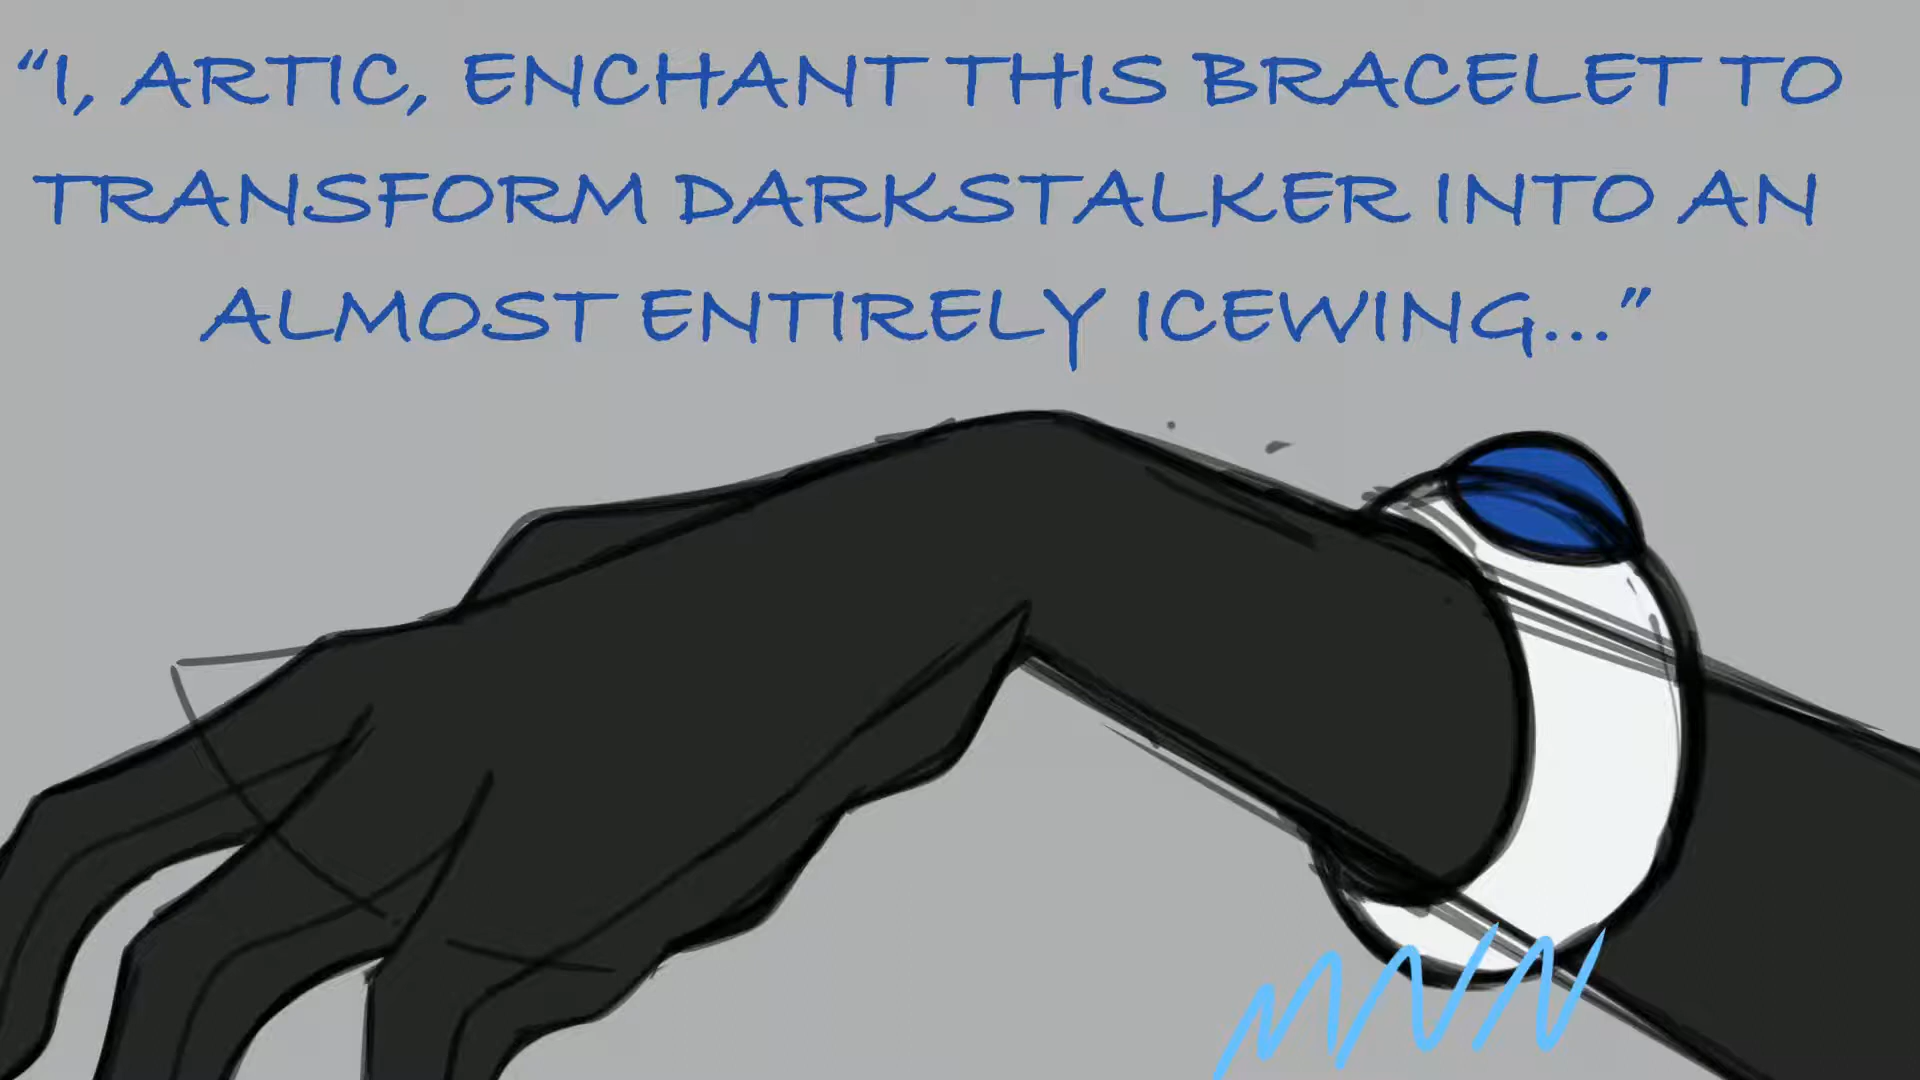 “I, ARTIC, ENCHANT THIS BRACELET TO
TRANSFORM DARKSTALKER INTO AN
ALMOST ENTIRELY ICEWING...”